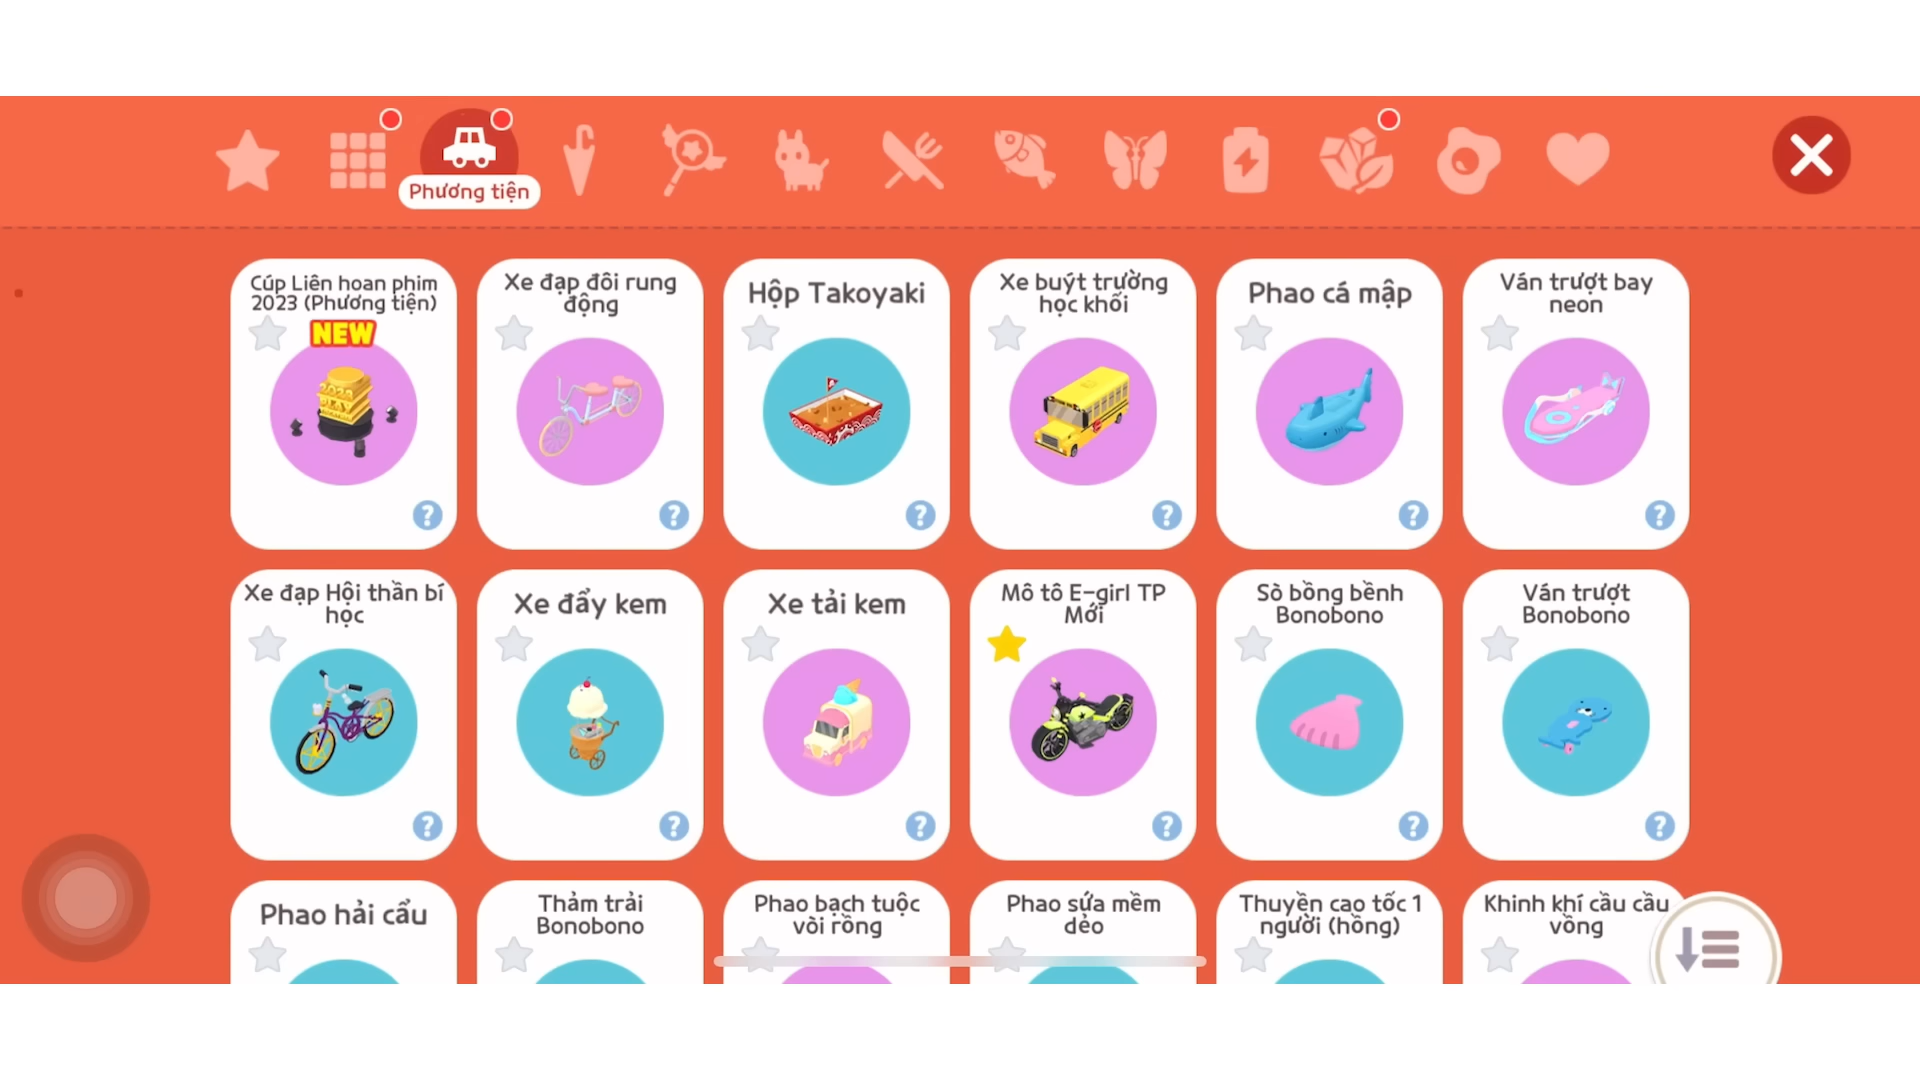 Phương tiện
Cúp Liên hoan phim
2023 (Phương tiện)
NEW
Xe đạp đôi rung
động
Hộp Takoyaki
Xe buýt trường
học khối
Phao cá mập
Ván trượt bay
neon
2023
PLAY
?
?
?
?
?
?
Xe đạp Hội thần bí
học
Xe đẩy kem
Xe tải kem
Mô tô E-girl TP
Mới
Sò bồng bềnh
Bonobono
Ván trượt
Bonobono
?
?
?
?
?
?
Phao hải cẩu
Thảm trải
Bonobono
Phao bạch tuộc
vòi rồng
Phao sứa mềm
dẻo
Thuyền cao tốc 1
người (hồng)
Khinh khí cầu cầu
vồng